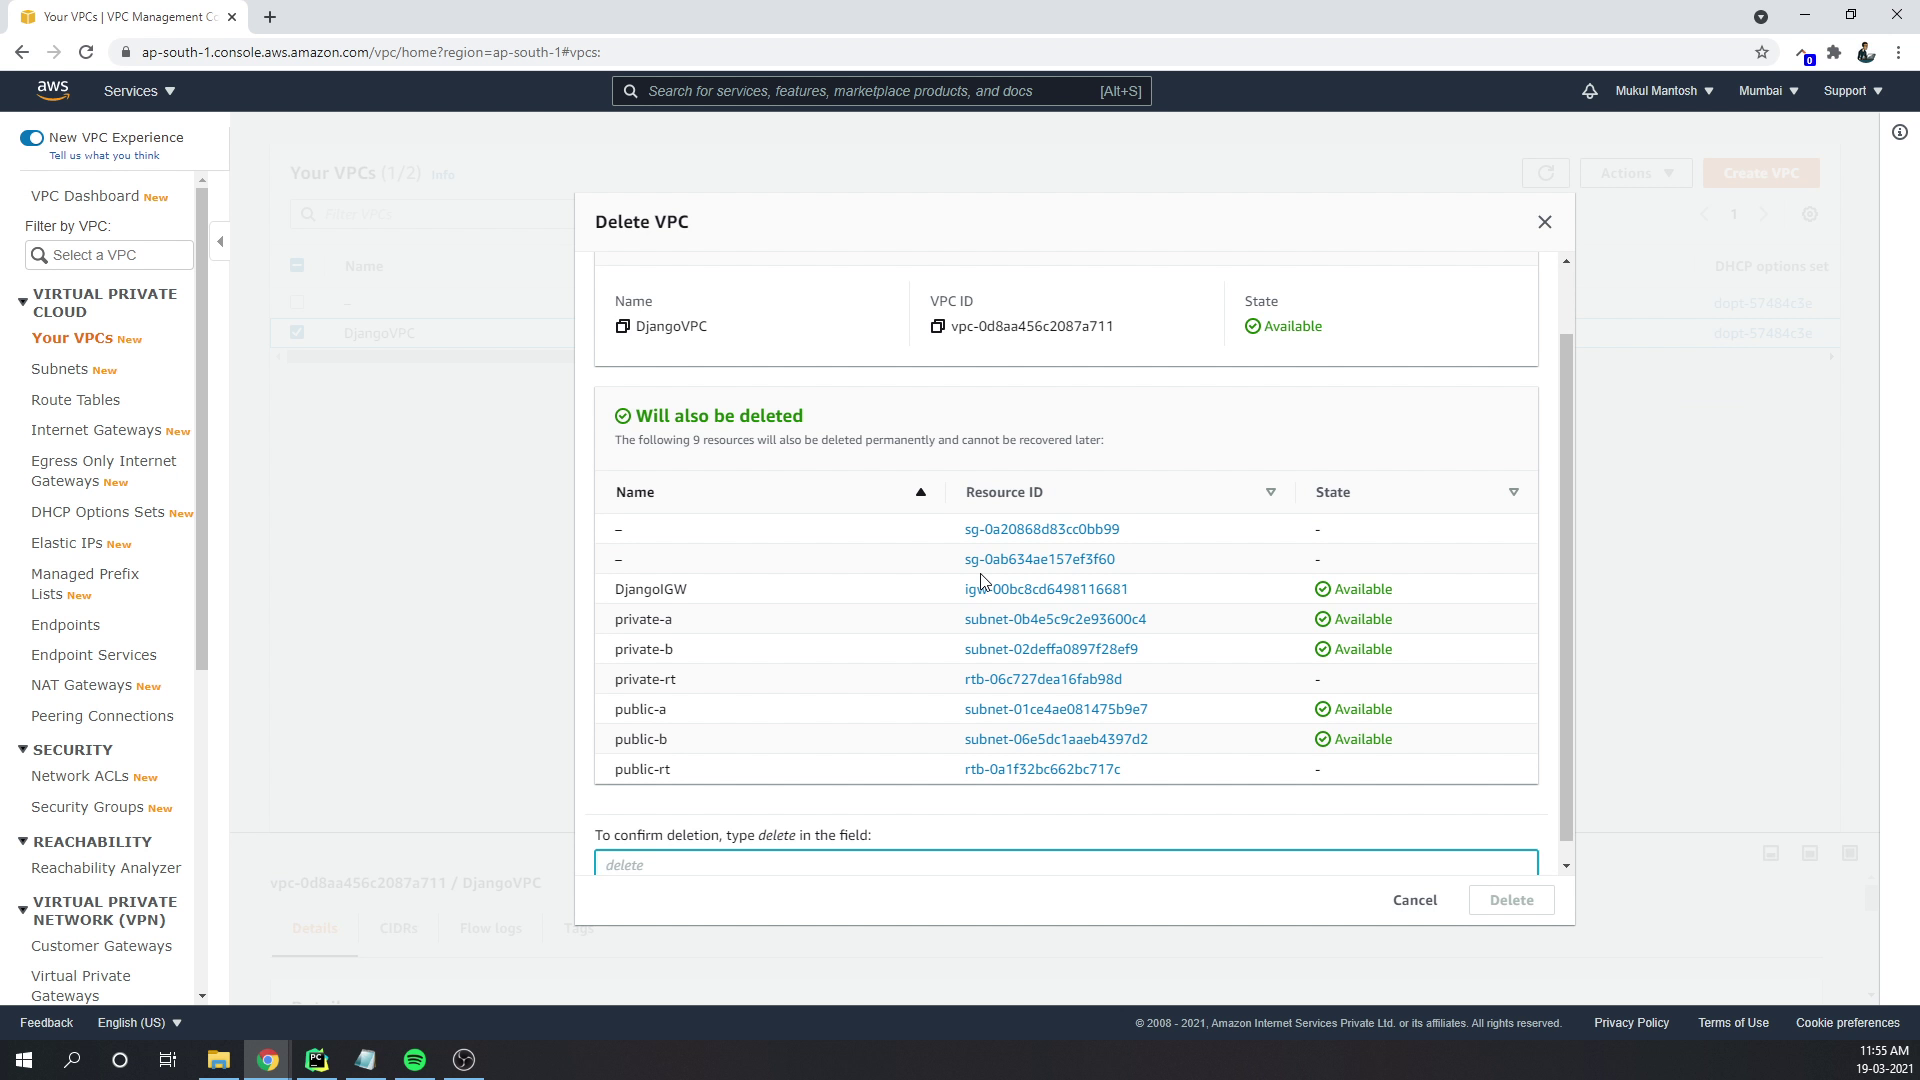 Your VPCs | VPC Management Co
ap-south-1.console.aws.amazon.com/vpc/home?region=ap-south-1#vpcs:
0
aws
Services
Search for services, features, marketplace products, and docs
[Alt+S]
Mukul Mantosh
Mumbai
Support
New VPC Experience
Tell us what you think
VPC Dashboard New
Filter by VPC:
Select a VPC
VIRTUAL PRIVATE
CLOUD
Your VPCs New
Subnets New
Route Tables
Internet Gateways New
Egress Only Internet
Gateways New
DHCP Options Sets New
Elastic IPs New
Managed Prefix
Lists New
Endpoints
Endpoint Services
NAT Gateways New
Peering Connections
SECURITY
Network ACLs New
Security Groups New
REACHABILITY
Reachability Analyzer
VIRTUAL PRIVATE
NETWORK (VPN)
Customer Gateways
Virtual Private
Gateways
Your VPCs (1/2) Info
Actions
Create VPC
Filter VPCs
1
Name
DHCP options set
–
dopt-57484c3e
DjangoVPC
dopt-57484c3e
Delete VPC
Name
VPC ID
State
DjangoVPC
vpc-0d8aa456c2087a711
Available
Will also be deleted
The following 9 resources will also be deleted permanently and cannot be recovered later:
Name
Resource ID
State
– sg-0a20868d83cc0bb99 -
– sg-0ab634ae157ef3f60 -
DjangoIGW igw-00bc8cd6498116681 Available
private-a subnet-0b4e5c9c2e93600c4 Available
private-b subnet-02deffa0897f28ef9 Available
private-rt rtb-06c727dea16fab98d -
public-a subnet-01ce4ae081475b9e7 Available
public-b subnet-06e5dc1aaeb4397d2 Available
public-rt rtb-0a1f32bc662bc717c -
To confirm deletion, type delete in the field:
delete
Cancel
Delete
vpc-0d8aa456c2087a711 / DjangoVPC
Details
CIDRs
Flow logs
Tags
Feedback
English (US)
© 2008 - 2021, Amazon Internet Services Private Ltd. or its affiliates. All rights reserved.
Privacy Policy
Terms of Use
Cookie preferences
PC
11:55 AM
19-03-2021